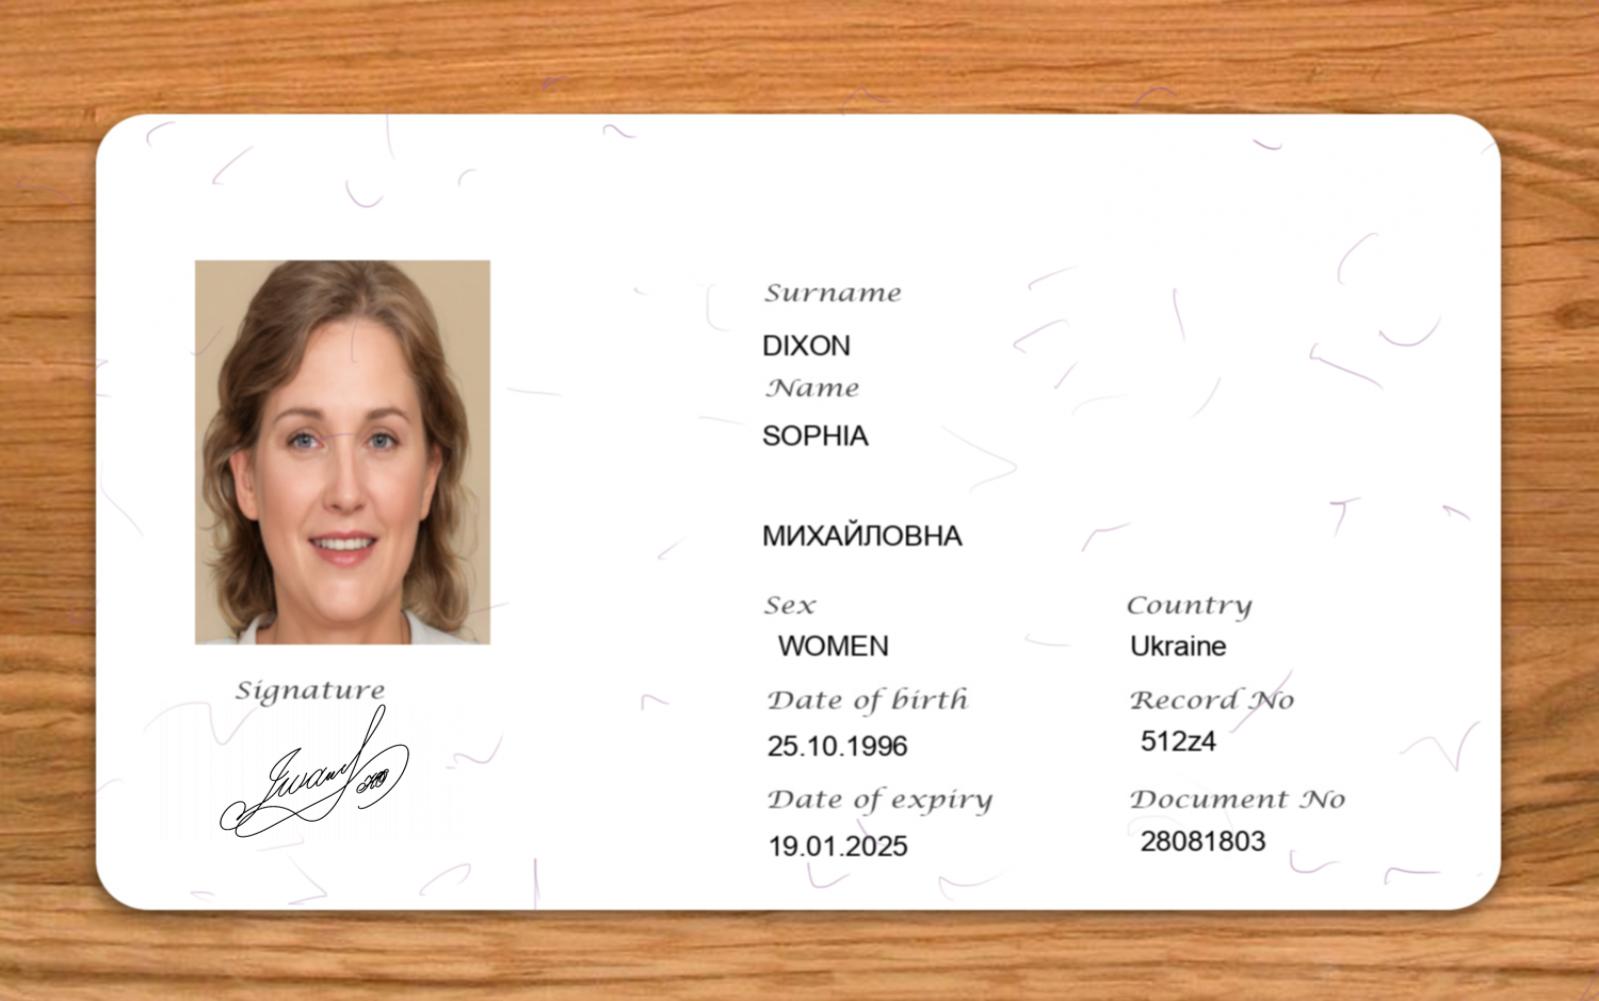 Surname
DIXON
Name
SOPHIA
МИХАЙЛОВНА
Sex
Country
WOMEN
Ukraine
Signature
Date of birth
Record No
25.10.1996
512z4
Date of expiry
Document No
19.01.2025
28081803